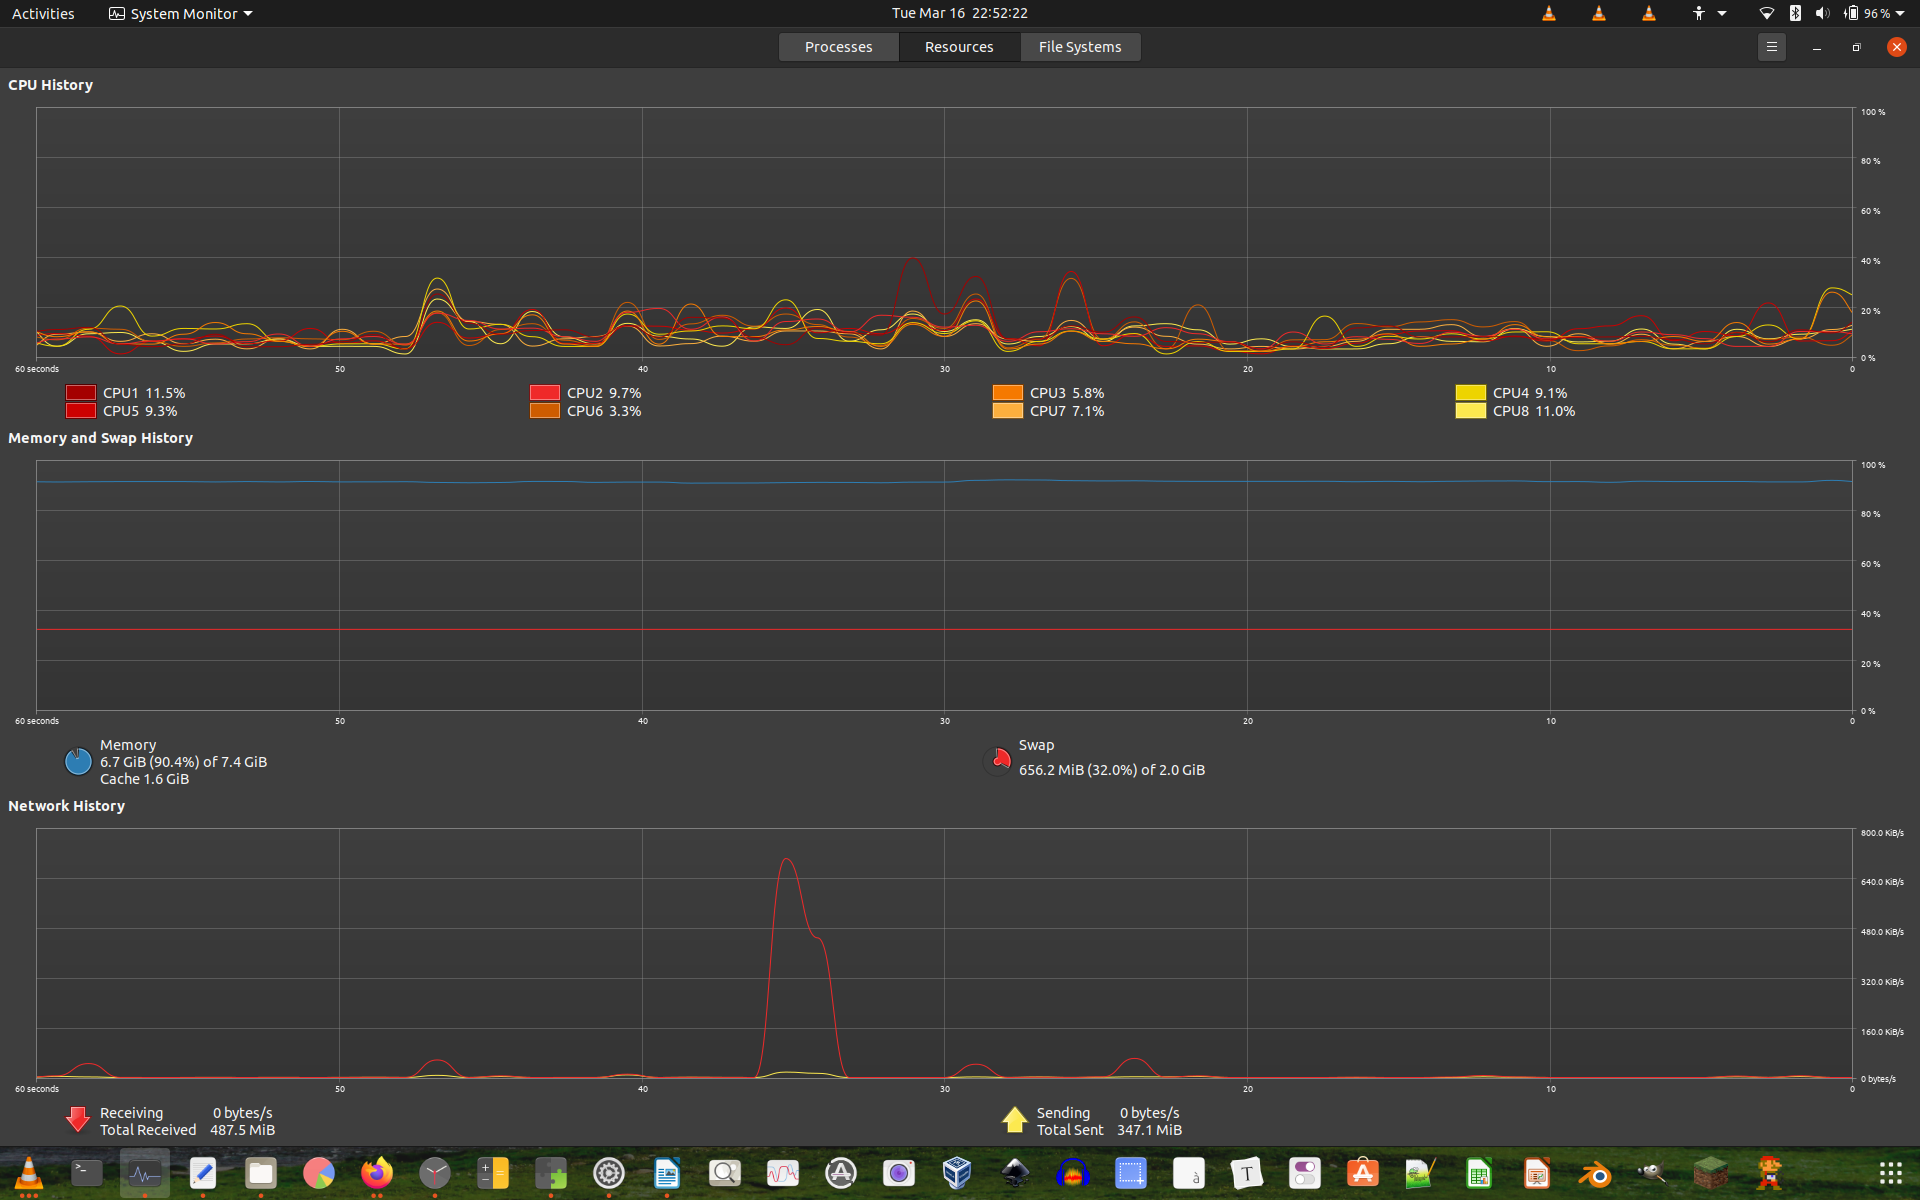 Activities System Monitor Tue Mar 16 22:52:22 96 %
Processes Resources File Systems
CPU History
100 %
80 %
60 %
40 %
20 %
0 %
60 seconds 50 40 30 20 10 0
CPU1 11.5% CPU2 9.7% CPU3 5.8% CPU4 9.1%
CPU5 9.3% CPU6 3.3% CPU7 7.1% CPU8 11.0%
Memory and Swap History
100 %
80 %
60 %
40 %
20 %
0 %
60 seconds 50 40 30 20 10 0
Memory
6.7 GiB (90.4%) of 7.4 GiB
Cache 1.6 GiB
Swap
656.2 MiB (32.0%) of 2.0 GiB
Network History
800.0 KiB/s
640.0 KiB/s
480.0 KiB/s
320.0 KiB/s
160.0 KiB/s
0 bytes/s
60 seconds 50 40 30 20 10 0
Receiving 0 bytes/s
Total Received 487.5 MiB
Sending 0 bytes/s
Total Sent 347.1 MiB